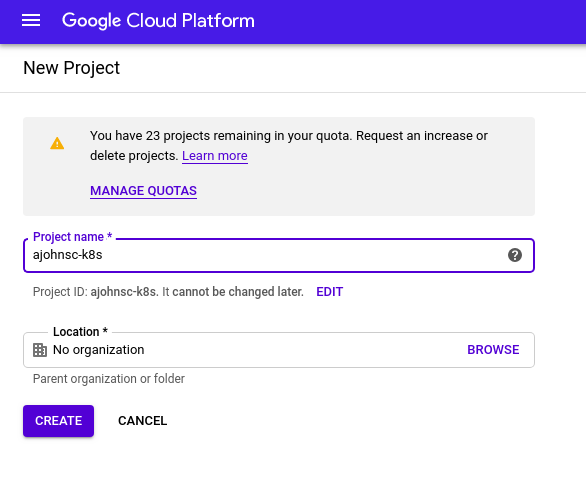 Google Cloud Platform
New Project
You have 23 projects remaining in your quota. Request an increase or
delete projects. Learn more
MANAGE QUOTAS
Project name *
ajohnsc-k8s
Project ID: ajohnsc-k8s. It cannot be changed later. EDIT
Location *
No organization BROWSE
Parent organization or folder
CREATE CANCEL